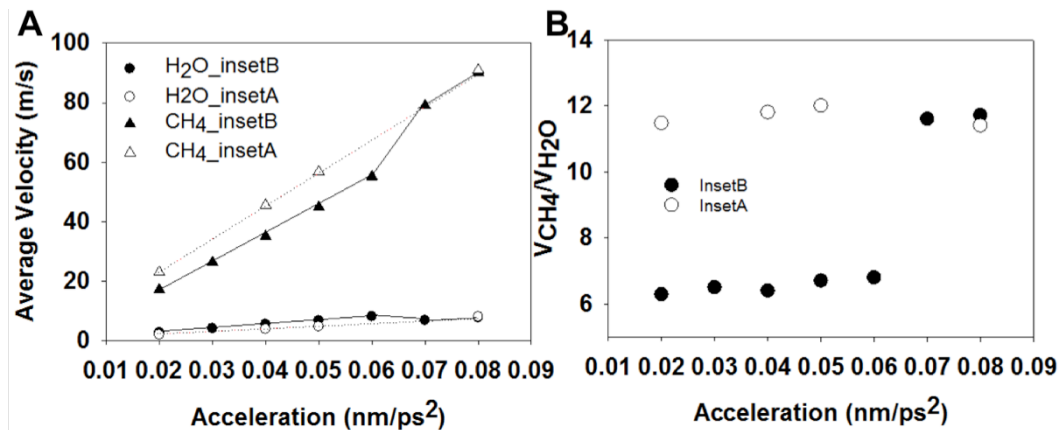 A
Average Velocity (m/s)
100
80
60
40
20
0
H2O_insetB
H2O_insetA
CH4_insetB
CH4_insetA
0.01 0.02 0.03 0.04 0.05 0.06 0.07 0.08 0.09
Acceleration (nm/ps2)
B
VCH4/VH2O
14
12
10
8
6
InsetB
InsetA
0.01 0.02 0.03 0.04 0.05 0.06 0.07 0.08 0.09
Acceleration (nm/ps2)